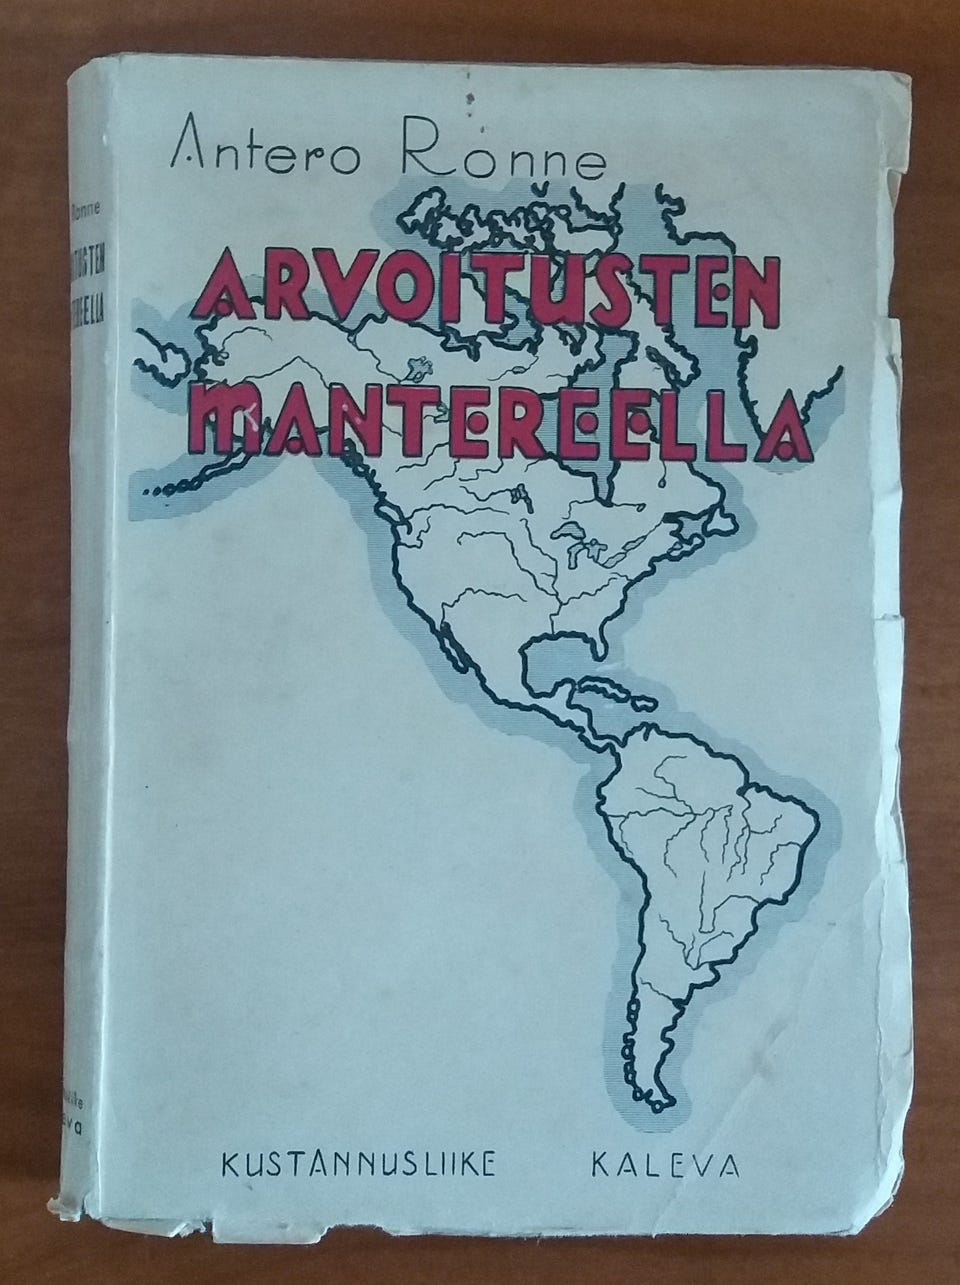 Antero Ronne
ARVOITUSTEN
MANTEREELLA
KUSTANNUSLIIKE KALEVA
Ronne